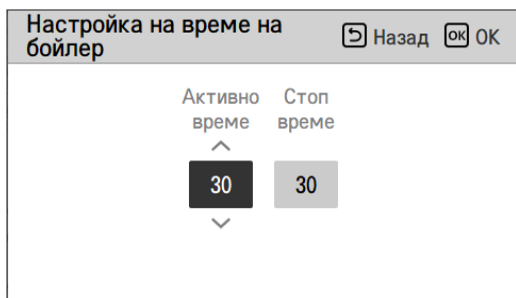 Настройка на време на
бойлер
Назад
OK OK
Активно Стоп
време време
30 30